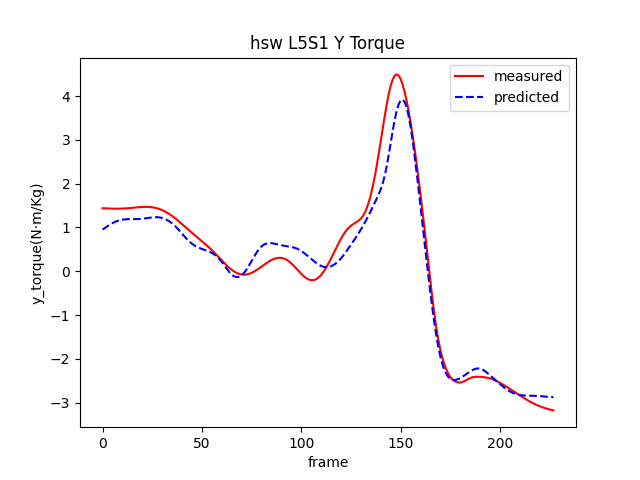 hsw L5S1 Y Torque
measured
predicted
y_torque(N·m/Kg)
4
3
2
1
0
−1
−2
−3
0 50 100 150 200
frame